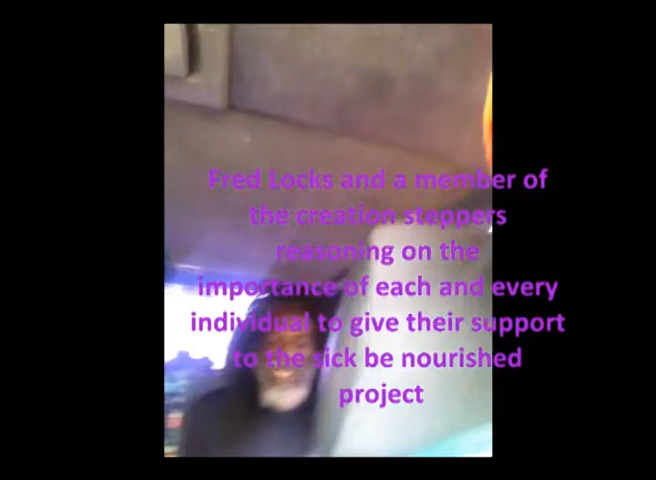 Fred Locks and a member of
the creation steppers
reasoning on the
importance of each and every
individual to give their support
to the sick be nourished
project